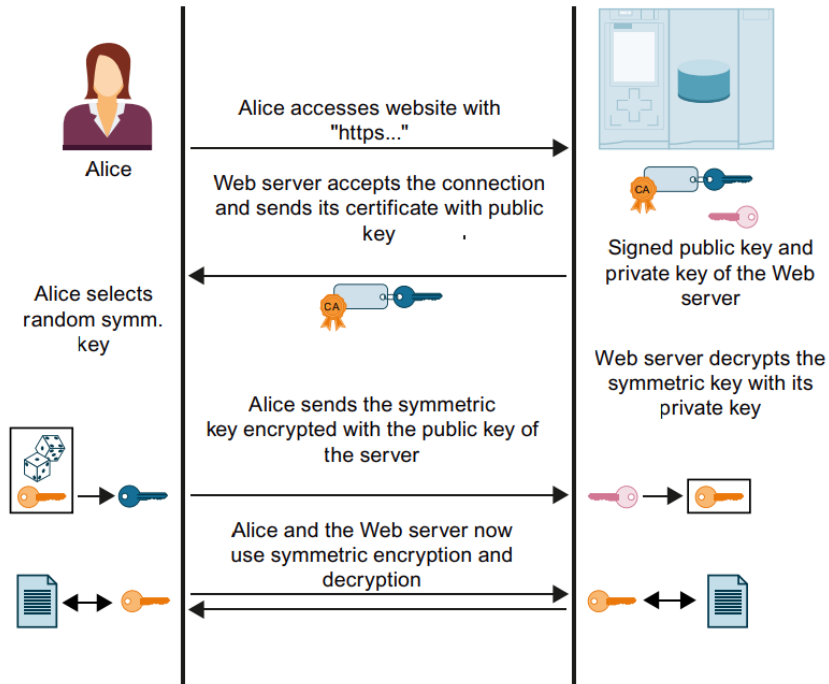 Alice accesses website with
"https..."
Alice
Web server accepts the connection
and sends its certificate with public
key
CA
Signed public key and
private key of the Web
server
CA
Alice selects
random symm.
key
Web server decrypts the
symmetric key with its
private key
Alice sends the symmetric
key encrypted with the public key of
the server
Alice and the Web server now
use symmetric encryption and
decryption